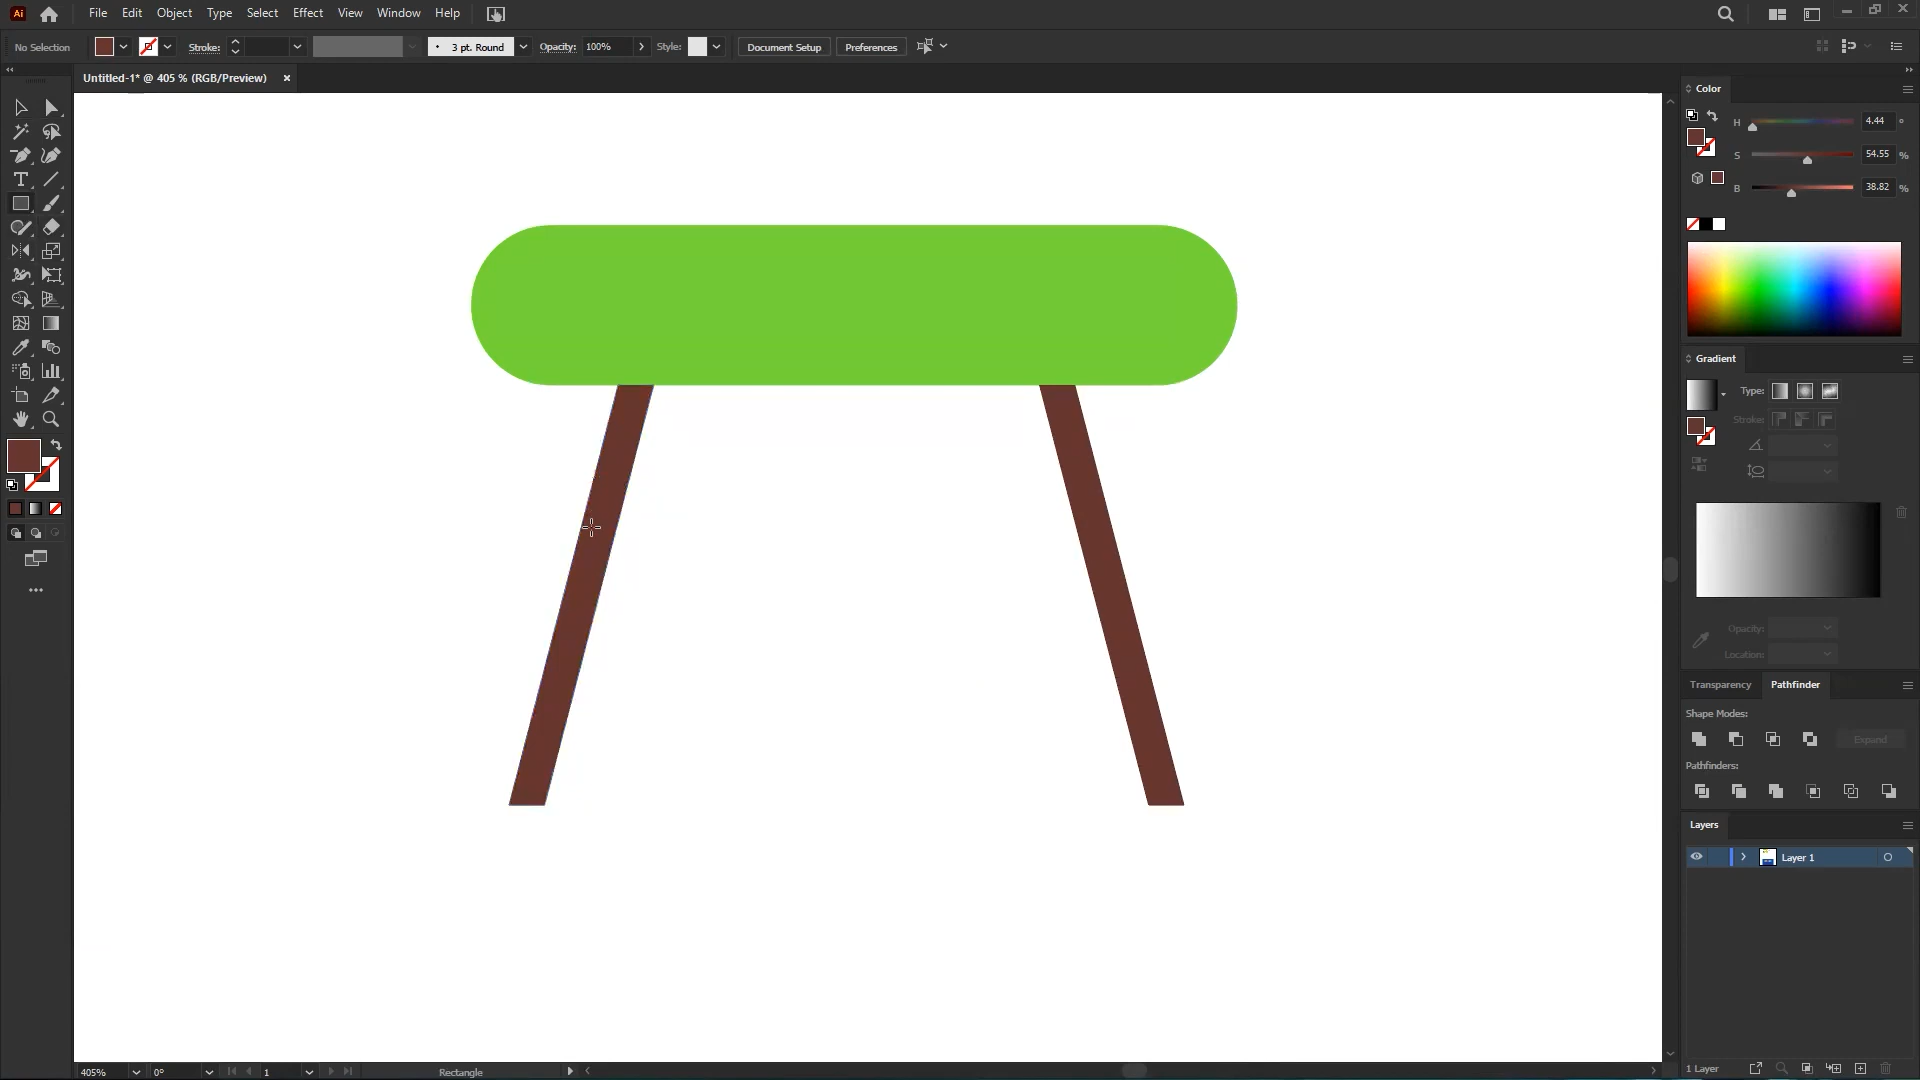 Ai File Edit Object Type Select Effect View Window Help
No Selection Stroke: 3 pt. Round Opacity: 100% Style: Document Setup Preferences
Untitled-1* @ 405 % (RGB/Preview)
Color
H 4.44 °
S 54.55 %
B 38.82 %
Gradient
Type:
Stroke:
Opacity:
Location:
Transparency Pathfinder
Shape Modes:
Expand
Pathfinders:
Layers
Layer 1
405% 0° 1 Rectangle 1 Layer